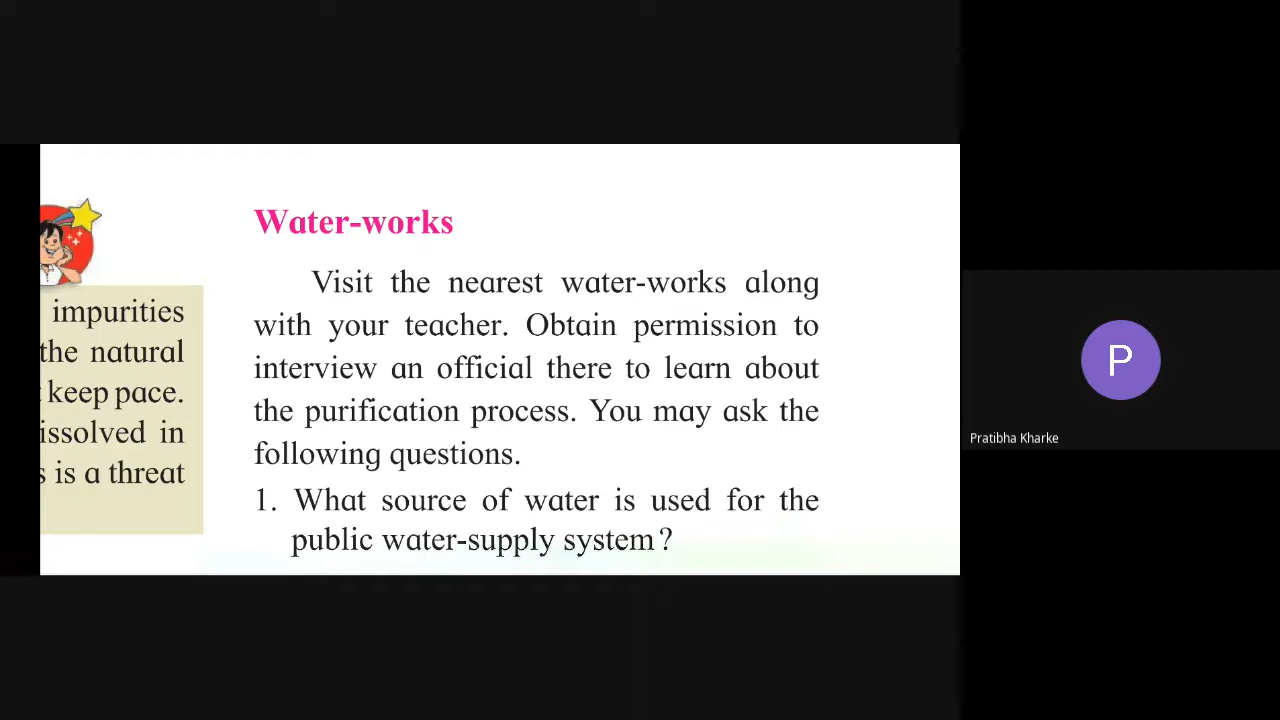 Water-works
Visit the nearest water-works along
with your teacher. Obtain permission to
interview an official there to learn about
the purification process. You may ask the
following questions.
1. What source of water is used for the
public water-supply system?
impurities
the natural
keep pace.
issolved in
s is a threat
P
Pratibha Kharke